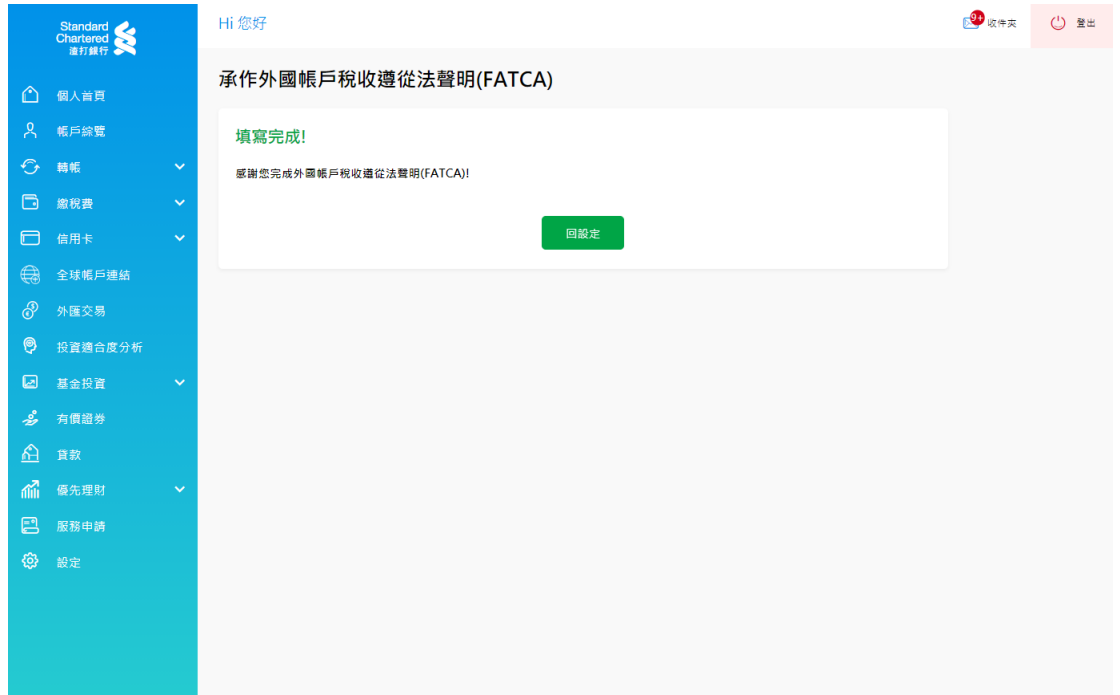 Standard
Chartered
渣打銀行
Hi 您好
9+
收件夾
登出
個人首頁
帳戶綜覽
轉帳
繳稅費
信用卡
全球帳戶連結
外匯交易
投資適合度分析
基金投資
有價證券
貸款
優先理財
服務申請
設定
承作外國帳戶稅收遵從法聲明(FATCA)
填寫完成!
感謝您完成外國帳戶稅收遵從法聲明(FATCA)!
回設定